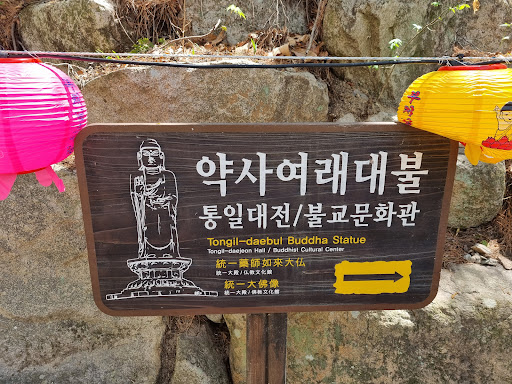 약사여래대불
통일대전/불교문화관
Tongil-daebul Buddha Statue
Tongil-daejeon Hall / Buddhist Cultural Center
統一藥師如來大仏
統一大殿 / 仏教文化館
統一大佛像
統一大殿 / 佛教文化館